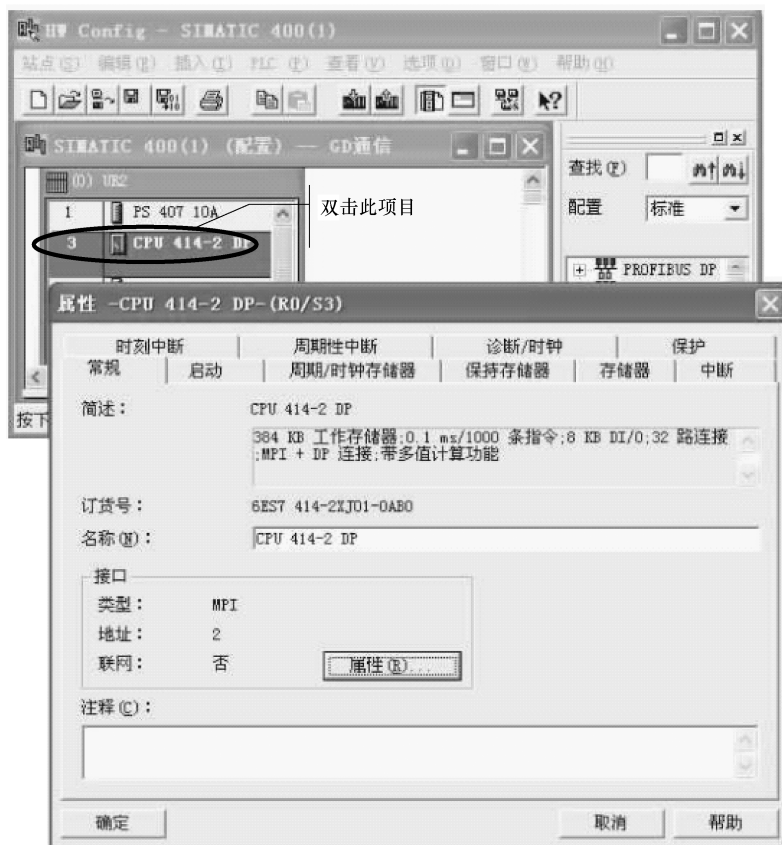 HW Config - SIMATIC 400(1)
站点(S) 编辑(E) 插入(I) PLC (P) 查看(V) 选项(O) 窗口(W) 帮助(H)
SIMATIC 400(1) (配置) — GD通信
(0) UR2
1 PS 407 10A
3 CPU 414-2 DP
双击此项目
查找(F)
配置 标准
PROFIBUS DP
按下
属性 -CPU 414-2 DP-(R0/S3)
时刻中断 周期性中断 诊断/时钟 保护
常规 启动 周期/时钟存储器 保持存储器 存储器 中断
简述： CPU 414-2 DP
384 KB 工作存储器;0.1 ms/1000 条指令;8 KB DI/O;32 路连接
;MPI + DP 连接;带多值计算功能
订货号： 6ES7 414-2XJ01-0AB0
名称(N)： CPU 414-2 DP
接口
类型： MPI
地址： 2
联网： 否 属性(R)...
注释(C)：
确定 取消 帮助